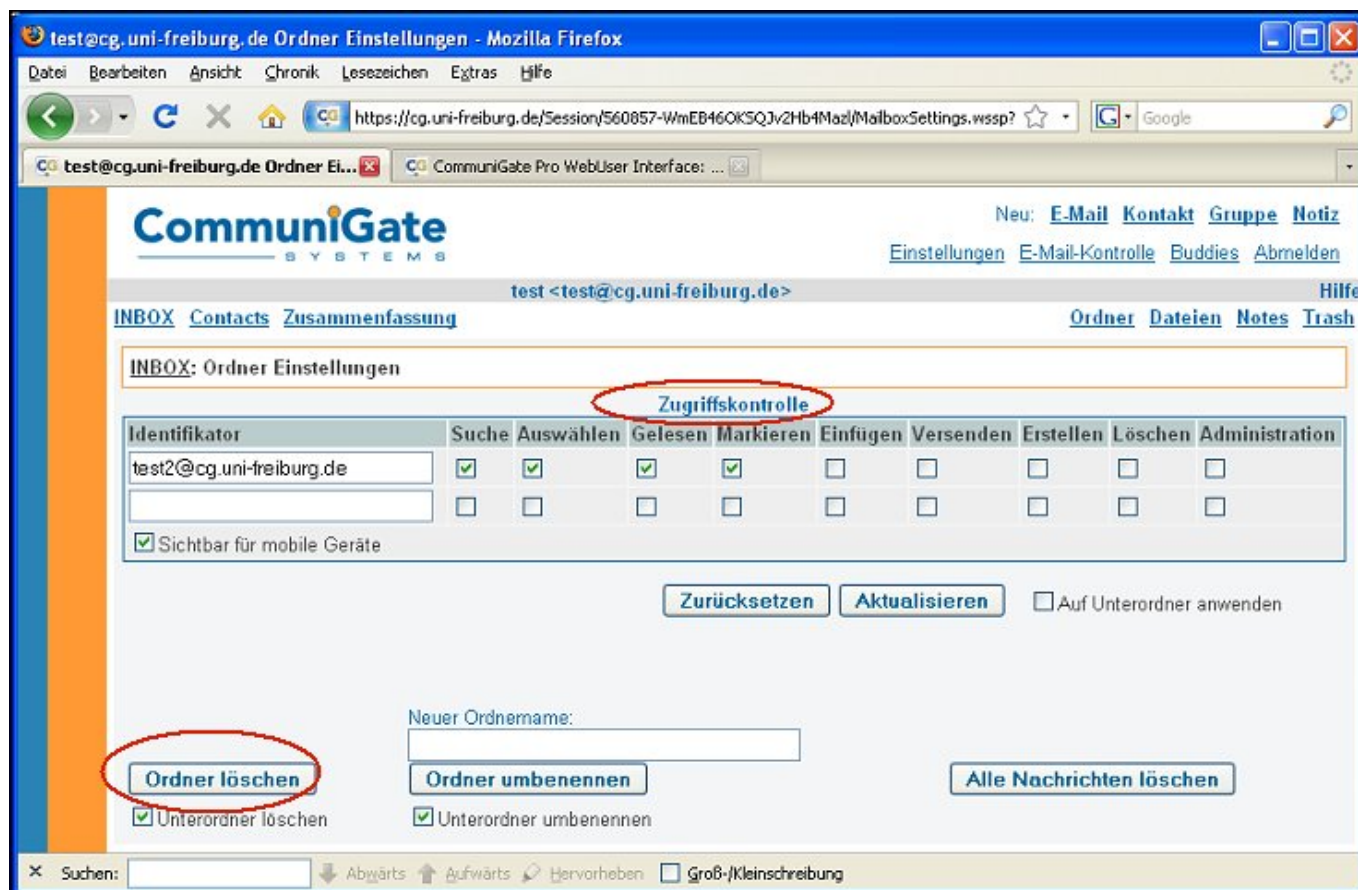 test@cg.uni-freiburg.de Ordner Einstellungen - Mozilla Firefox
Datei Bearbeiten Ansicht Chronik Lesezeichen Extras Hilfe
https://cg.uni-freiburg.de/Session/560857-WmEB46OK5QJv2Hb4Mazl/MailboxSettings.wssp? Google
test@cg.uni-freiburg.de Ordner Ei... CommuniGate Pro WebUser Interface: ...
CommuniGate
SYSTEMS
Neu: E-Mail Kontakt Gruppe Notiz
Einstellungen E-Mail-Kontrolle Buddies Abmelden
test <test@cg.uni-freiburg.de> Hilfe
INBOX Contacts Zusammenfassung Ordner Dateien Notes Trash
INBOX: Ordner Einstellungen
Zugriffskontrolle
Identifikator Suche Auswählen Gelesen Markieren Einfügen Versenden Erstellen Löschen Administration
test2@cg.uni-freiburg.de
Sichtbar für mobile Geräte
Zurücksetzen Aktualisieren Auf Unterordner anwenden
Neuer Ordnername:
Ordner löschen Ordner umbenennen Alle Nachrichten löschen
Unterordner löschen Unterordner umbenennen
Suchen: Abwärts Aufwärts Hervorheben Groß-/Kleinschreibung